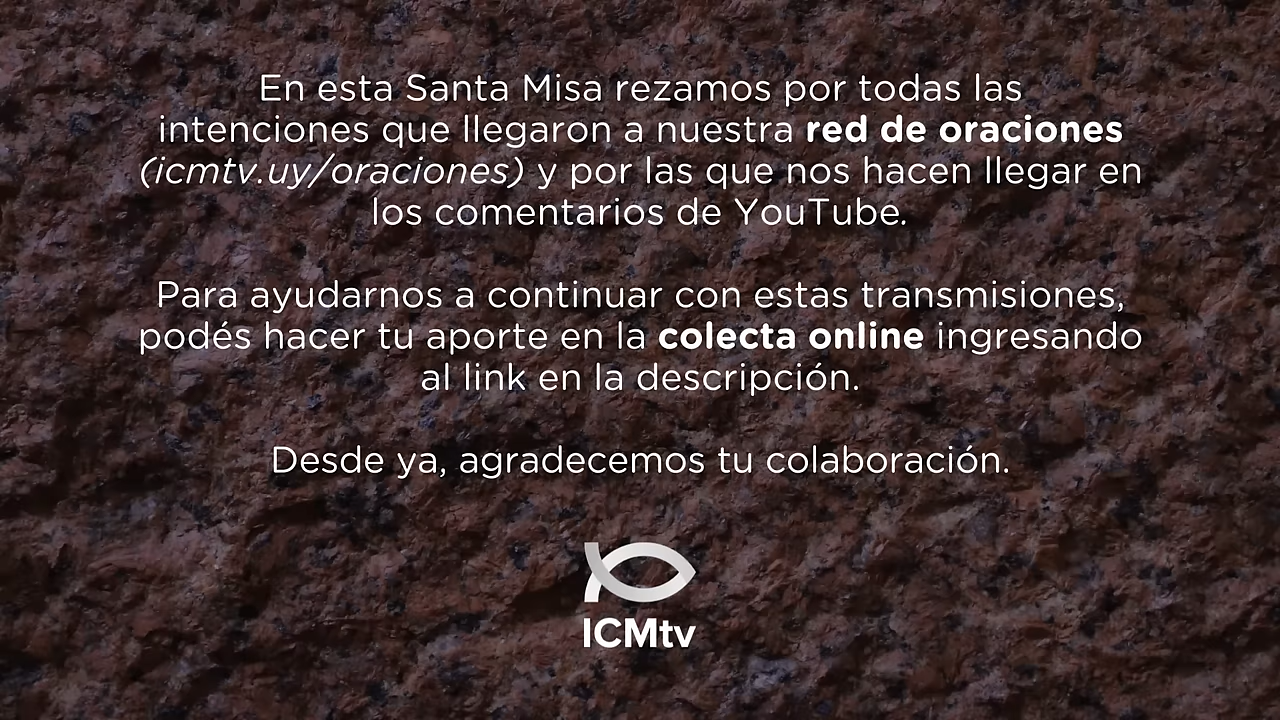 En esta Santa Misa rezamos por todas las
intenciones que llegaron a nuestra red de oraciones
(icmtv.uy/oraciones) y por las que nos hacen llegar en
los comentarios de YouTube.
Para ayudarnos a continuar con estas transmisiones,
podés hacer tu aporte en la colecta online ingresando
al link en la descripción.
Desde ya, agradecemos tu colaboración.
ICMtv